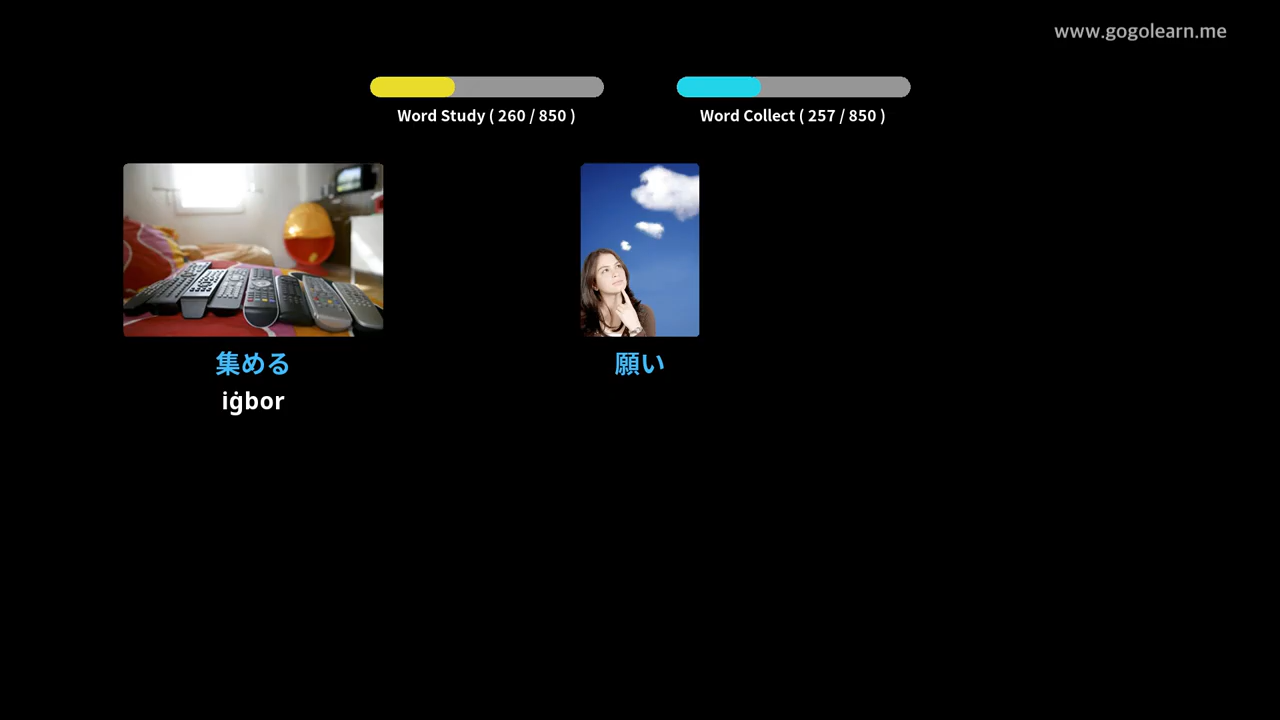 www.gogolearn.me
Word Study ( 260 / 850 )
Word Collect ( 257 / 850 )
集める
iġbor
願い